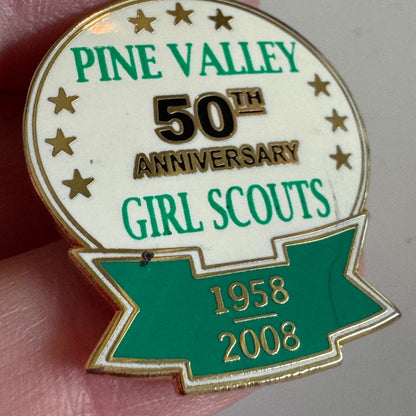 PINE VALLEY
50TH
ANNIVERSARY
GIRL SCOUTS
1958
2008